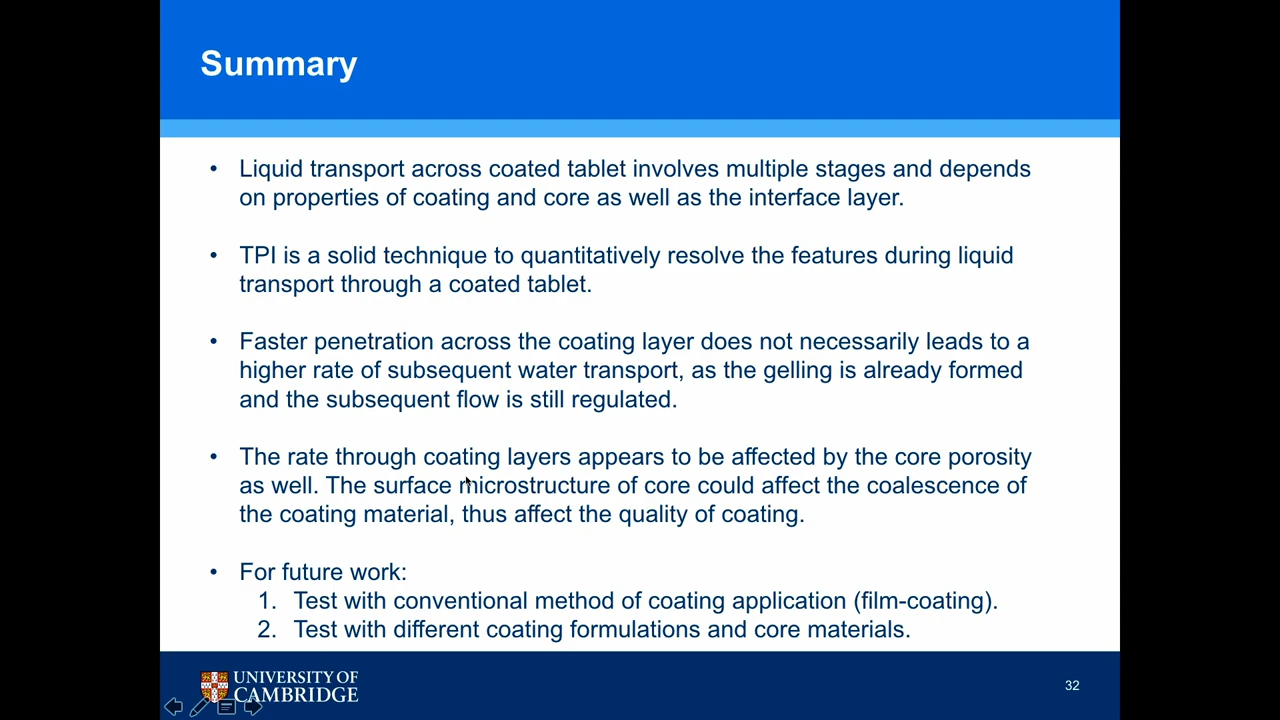 Summary
• Liquid transport across coated tablet involves multiple stages and depends
on properties of coating and core as well as the interface layer.
• TPI is a solid technique to quantitatively resolve the features during liquid
transport through a coated tablet.
• Faster penetration across the coating layer does not necessarily leads to a
higher rate of subsequent water transport, as the gelling is already formed
and the subsequent flow is still regulated.
• The rate through coating layers appears to be affected by the core porosity
as well. The surface microstructure of core could affect the coalescence of
the coating material, thus affect the quality of coating.
• For future work:
1. Test with conventional method of coating application (film-coating).
2. Test with different coating formulations and core materials.
UNIVERSITY OF
CAMBRIDGE
32